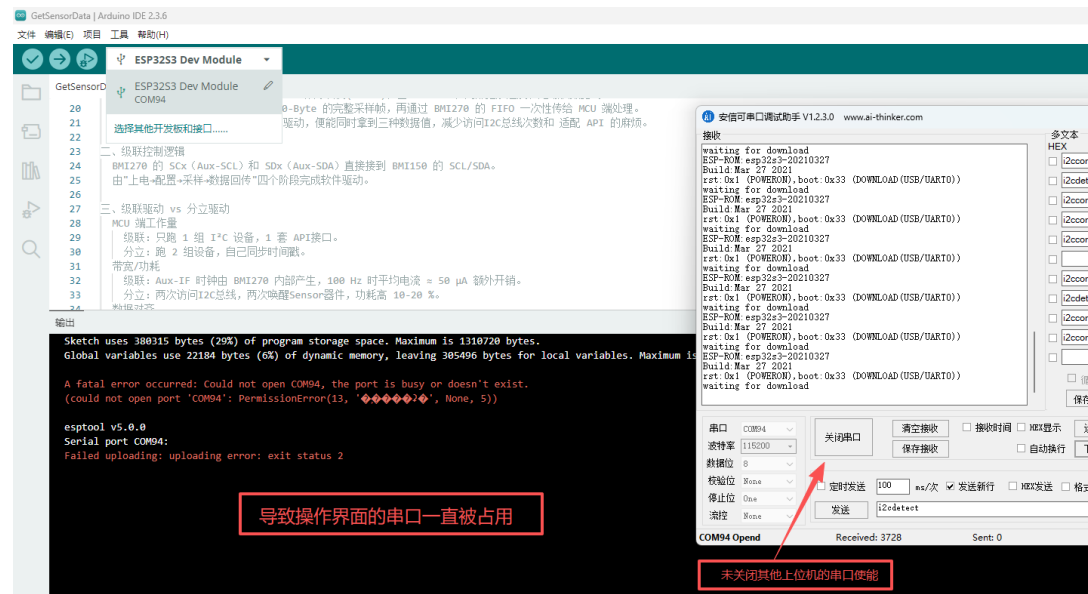 GetSensorData | Arduino IDE 2.3.6
文件 编辑(E) 项目 工具 帮助(H)
ESP32S3 Dev Module
ESP32S3 Dev Module
COM94
选择其他开发板和接口......
GetSensorD
20 0-Byte 的完整采样帧，再通过 BMI270 的 FIFO 一次性传给 MCU 端处理。
21 驱动，便能同时拿到三种数据值，减少访问I2C总线次数和 适配 API 的麻烦。
22
23 二、级联控制逻辑
24 BMI270 的 SCx（Aux-SCL）和 SDx（Aux-SDA）直接接到 BMI150 的 SCL/SDA。
25 由"上电→配置→采样→数据回传"四个阶段完成软件驱动。
26
27 三、级联驱动 vs 分立驱动
28 MCU 端工作量
29 级联：只跑 1 组 I²C 设备，1 套 API接口。
30 分立：跑 2 组设备，自己同步时间戳。
31 带宽/功耗
32 级联：Aux-IF 时钟由 BMI270 内部产生，100 Hz 时平均电流 ≈ 50 μA 额外开销。
33 分立：两次访问I2C总线，两次唤醒Sensor器件，功耗高 10-20 %。
34 数据对齐
输出
Sketch uses 380315 bytes (29%) of program storage space. Maximum is 1310720 bytes.
Global variables use 22184 bytes (6%) of dynamic memory, leaving 305496 bytes for local variables. Maximum is
A fatal error occurred: Could not open COM94, the port is busy or doesn't exist.
(could not open port 'COM94': PermissionError(13, '�����ʲ�', None, 5))
esptool v5.0.0
Serial port COM94:
Failed uploading: uploading error: exit status 2
导致操作界面的串口一直被占用
安信可串口调试助手 V1.2.3.0 www.ai-thinker.com
接收
waiting for download
ESP-ROM:esp32s3-20210327
Build:Mar 27 2021
rst:0x1 (POWERON),boot:0x33 (DOWNLOAD(USB/UART0))
waiting for download
ESP-ROM:esp32s3-20210327
Build:Mar 27 2021
rst:0x1 (POWERON),boot:0x33 (DOWNLOAD(USB/UART0))
waiting for download
ESP-ROM:esp32s3-20210327
Build:Mar 27 2021
rst:0x1 (POWERON),boot:0x33 (DOWNLOAD(USB/UART0))
waiting for download
ESP-ROM:esp32s3-20210327
Build:Mar 27 2021
rst:0x1 (POWERON),boot:0x33 (DOWNLOAD(USB/UART0))
waiting for download
ESP-ROM:esp32s3-20210327
Build:Mar 27 2021
rst:0x1 (POWERON),boot:0x33 (DOWNLOAD(USB/UART0))
waiting for download
ESP-ROM:esp32s3-20210327
Build:Mar 27 2021
rst:0x1 (POWERON),boot:0x33 (DOWNLOAD(USB/UART0))
waiting for download
多文本
HEX
i2ccor
i2cdet
i2ccor
i2ccor
i2ccor
i2ccor
i2cdet
i2ccor
i2ccor
保存
串口 COM94
波特率 115200
数据位 8
校验位 None
停止位 One
流控 None
关闭串口
清空接收 接收时间 HEX显示
保存接收 自动换行
定时发送 100 ms/次 发送新行 HEX发送 格式
发送 i2cdetect
COM94 Opend Received: 3728 Sent: 0
未关闭其他上位机的串口使能